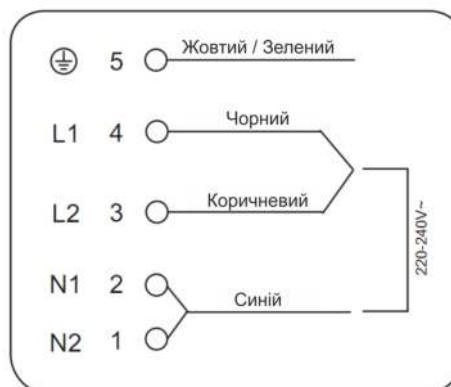 5 Жовтий / Зелений
L1 4 Чорний
L2 3 Коричневий
220-240V~
N1 2
Синій
N2 1